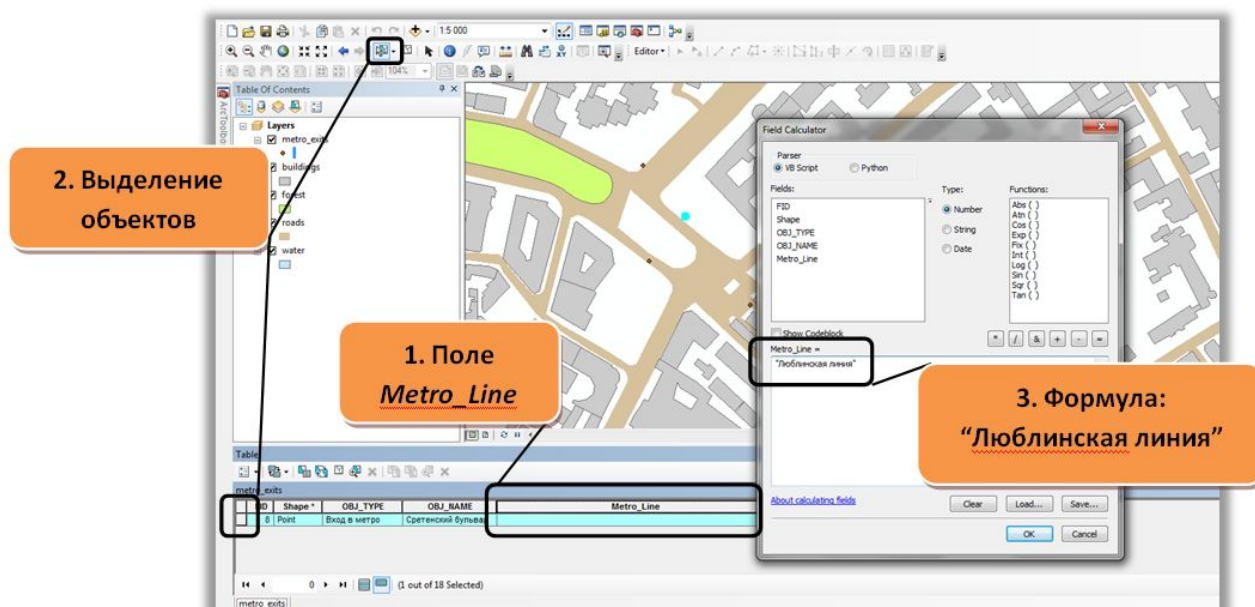 1:5 000
Editor
104%
Table Of Contents
ArcToolbox
Layers
metro_exits
buildings
forest
roads
water
2. Выделение
объектов
1. Поле
Metro_Line
Field Calculator
Parser
VB Script
Python
Fields:
Type:
Functions:
FID
Shape
OBJ_TYPE
OBJ_NAME
Metro_Line
Number
String
Date
Abs ( )
Atn ( )
Cos ( )
Exp ( )
Fix ( )
Int ( )
Log ( )
Sin ( )
Sqr ( )
Tan ( )
Show Codeblock
* / & + - =
Metro_Line =
"Люблинская линия"
3. Формула:
“Люблинская линия”
About calculating fields
Clear
Load...
Save...
OK
Cancel
Table
metro_exits
Shape *
OBJ_TYPE
OBJ_NAME
Metro_Line
8 Point Вход в метро Сретенский
0
(1 out of 18 Selected)
metro_exits